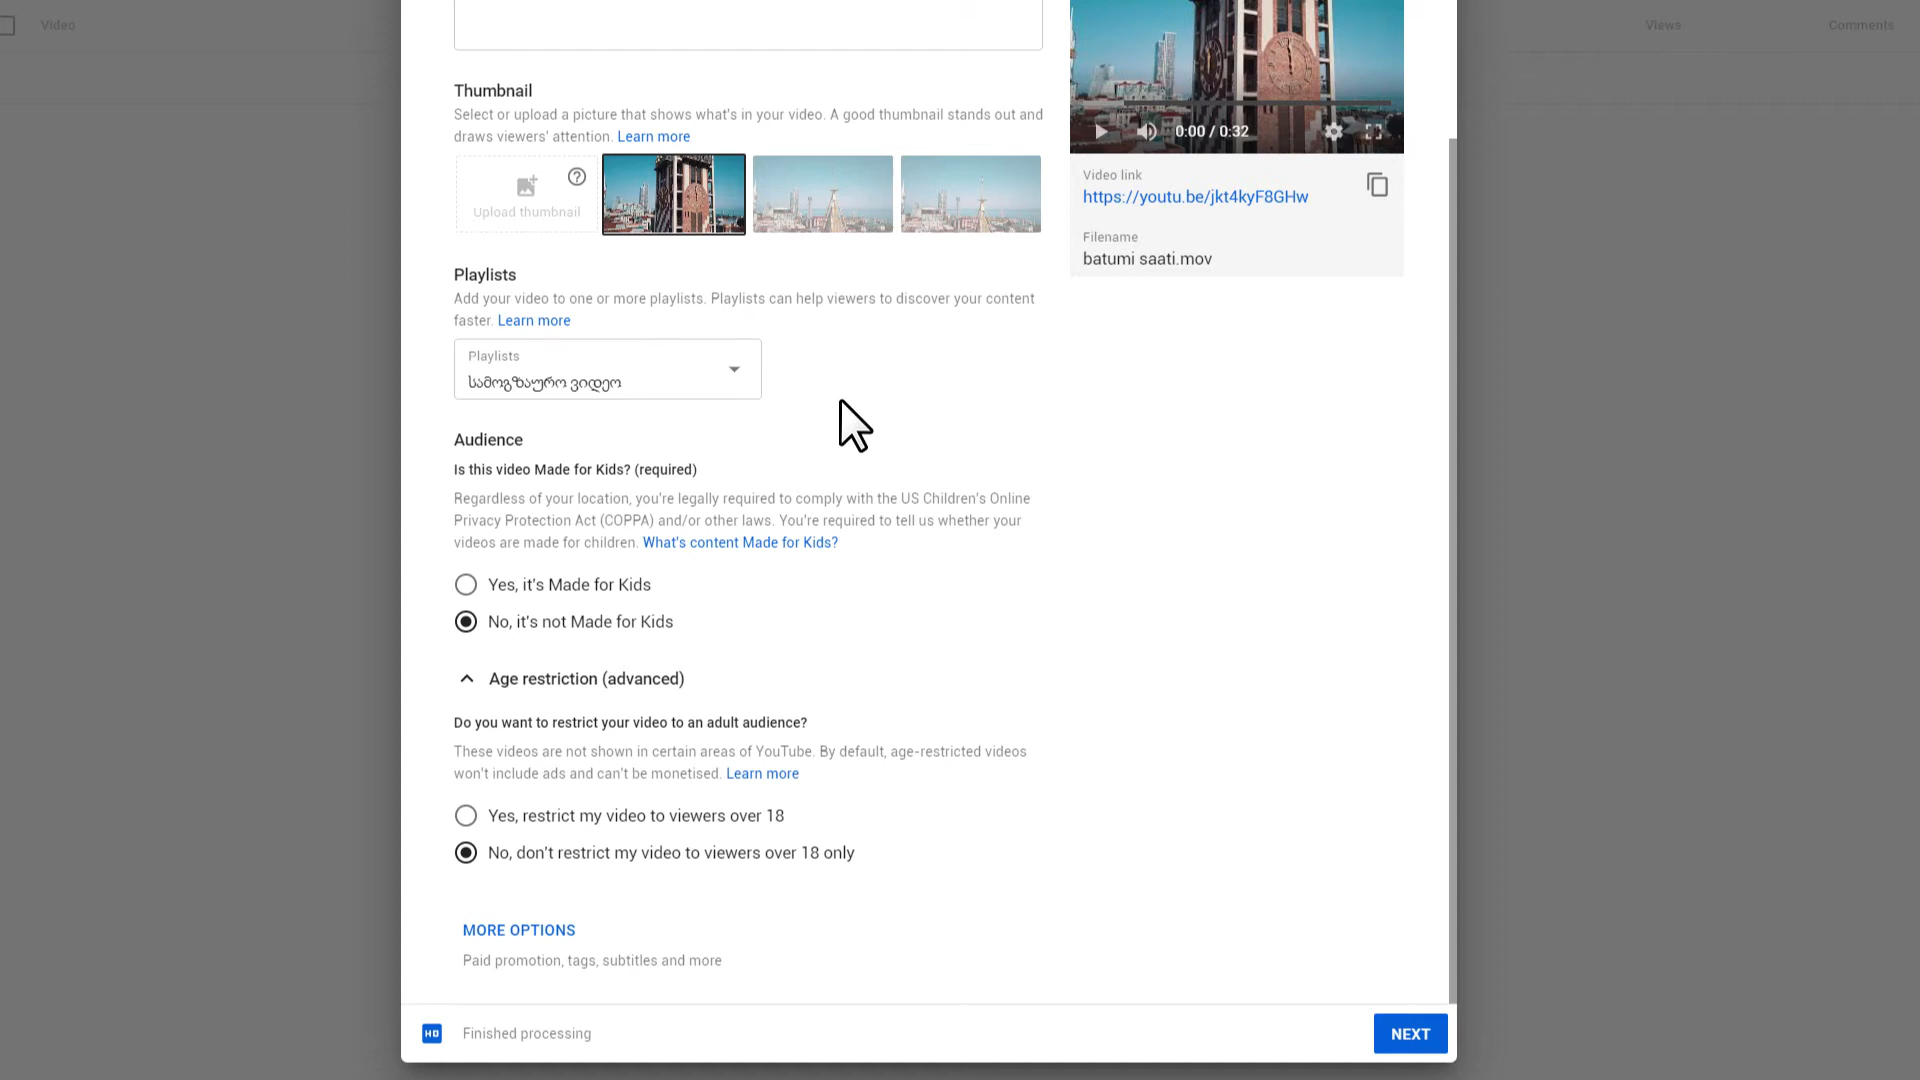 Video
Views
Comments
Thumbnail
Select or upload a picture that shows what's in your video. A good thumbnail stands out and
draws viewers' attention. Learn more
Upload thumbnail
0:00 / 0:32
Video link
https://youtu.be/jkt4kyF8GHw
Filename
batumi saati.mov
Playlists
Add your video to one or more playlists. Playlists can help viewers to discover your content
faster. Learn more
Playlists
სამოგზაურო ვიდეო
Audience
Is this video Made for Kids? (required)
Regardless of your location, you're legally required to comply with the US Children's Online
Privacy Protection Act (COPPA) and/or other laws. You're required to tell us whether your
videos are made for children. What's content Made for Kids?
Yes, it's Made for Kids
No, it's not Made for Kids
Age restriction (advanced)
Do you want to restrict your video to an adult audience?
These videos are not shown in certain areas of YouTube. By default, age-restricted videos
won't include ads and can't be monetised. Learn more
Yes, restrict my video to viewers over 18
No, don't restrict my video to viewers over 18 only
MORE OPTIONS
Paid promotion, tags, subtitles and more
HD
Finished processing
NEXT